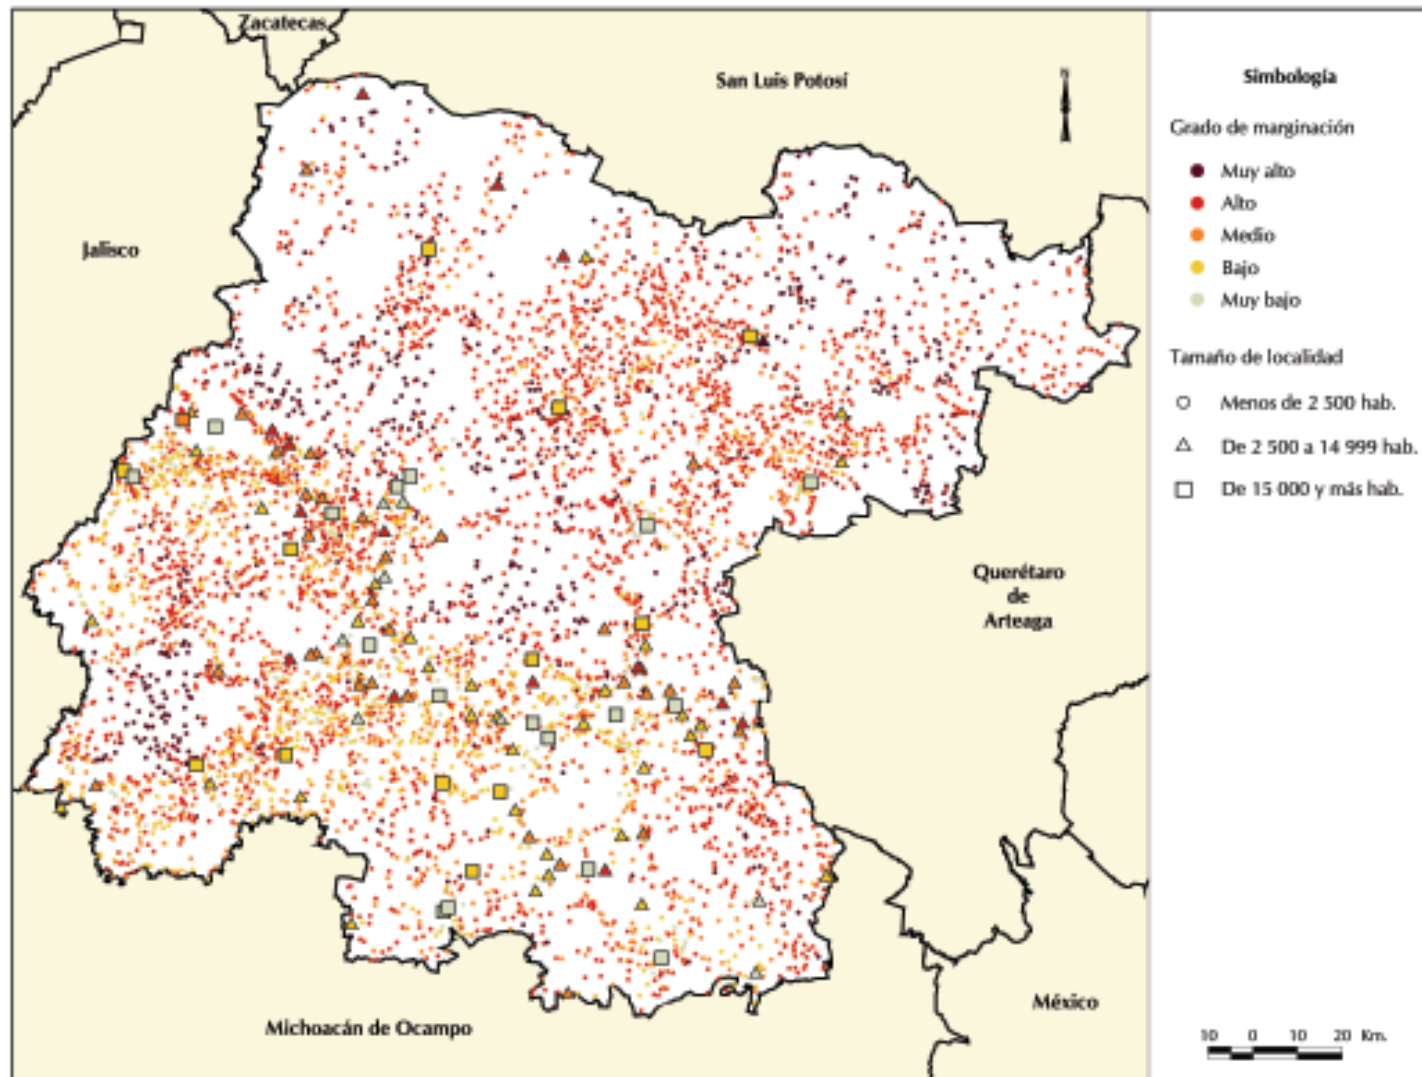 Zacatecas
San Luis Potosí
N
Jalisco
Querétaro
de
Arteaga
México
Michoacán de Ocampo
Simbología
Grado de marginación
Muy alto
Alto
Medio
Bajo
Muy bajo
Tamaño de localidad
Menos de 2 500 hab.
De 2 500 a 14 999 hab.
De 15 000 y más hab.
10 0 10 20 Km.